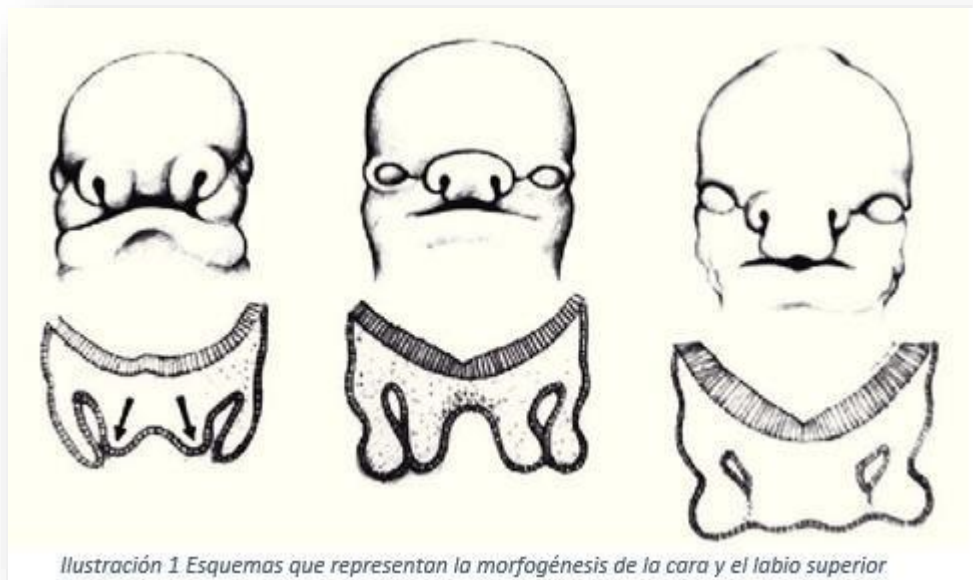 Ilustración 1 Esquemas que representan la morfogénesis de la cara y el labio superior